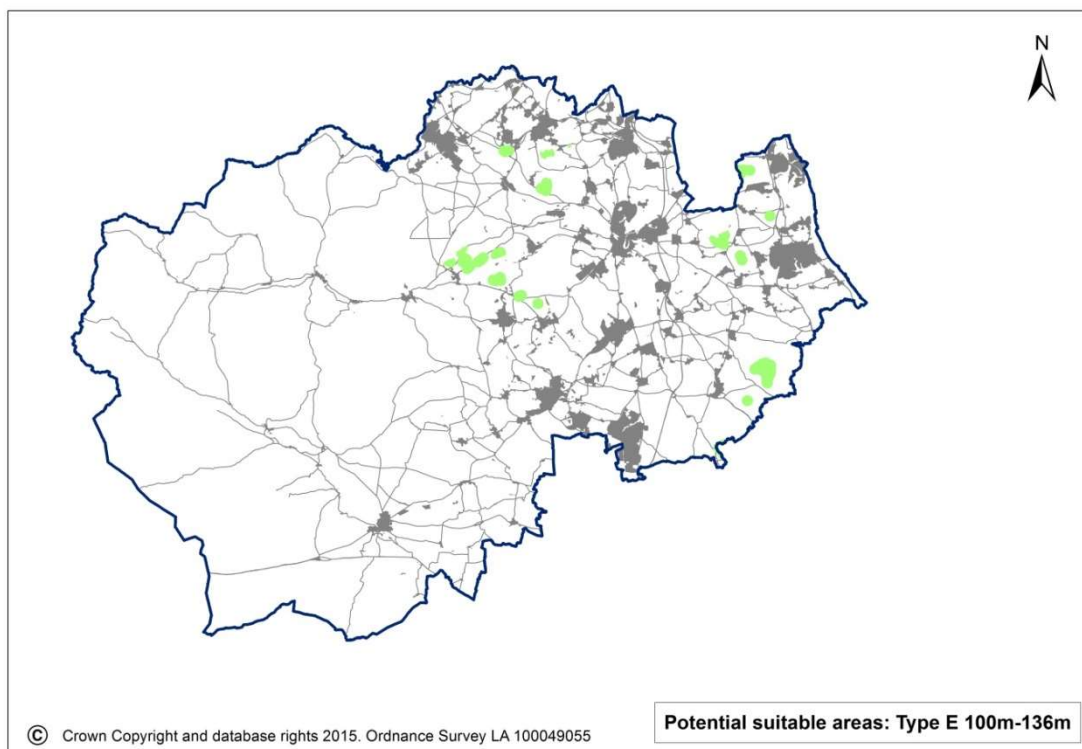 N
Potential suitable areas: Type E 100m-136m
© Crown Copyright and database rights 2015. Ordnance Survey LA 100049055